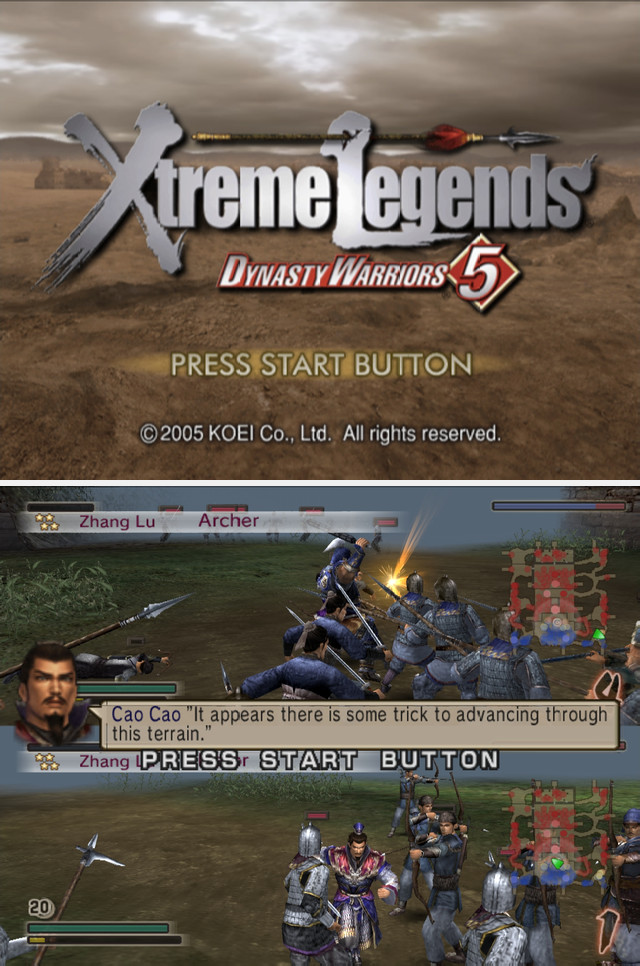 Xtreme Legends
DYNASTY WARRIORS 5
PRESS START BUTTON
© 2005 KOEI Co., Ltd. All rights reserved.
Zhang Lu Archer
Cao Cao "It appears there is some trick to advancing through
this terrain."
PRESS START BUTTON
Zhang
20